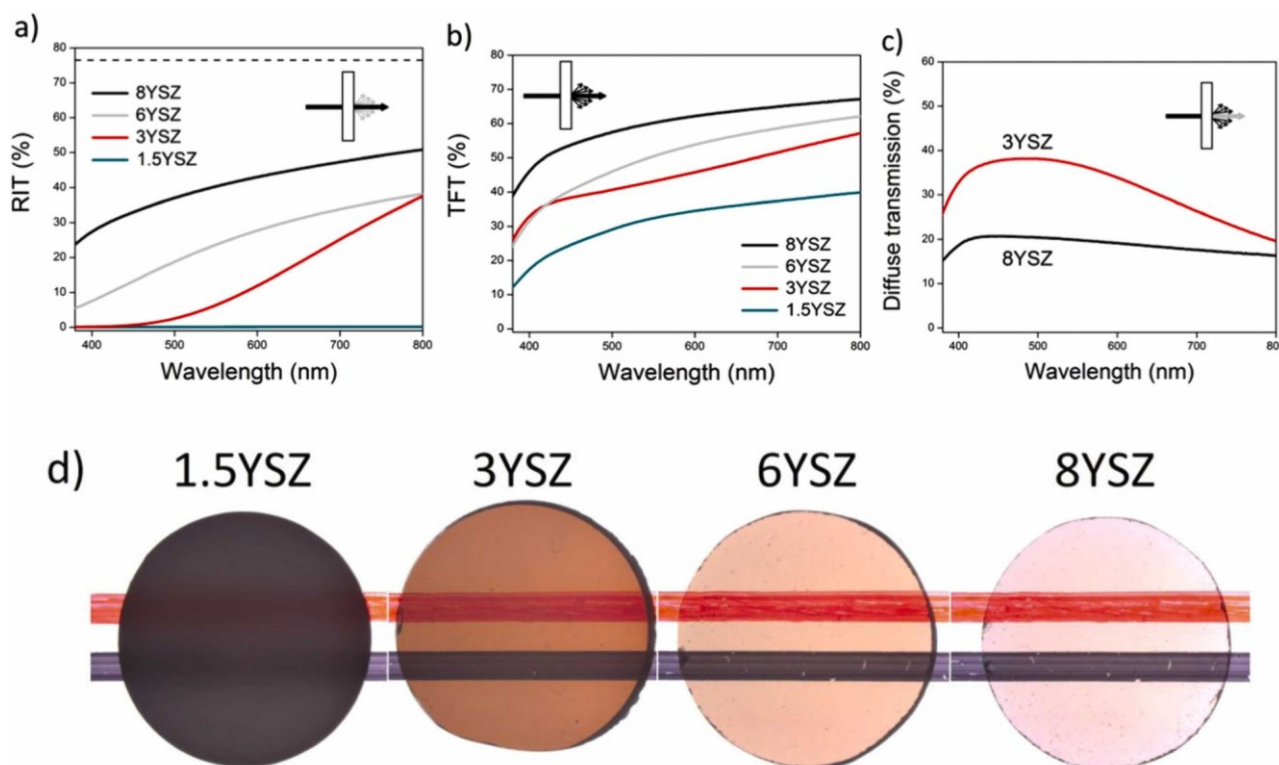 a)
RIT (%)
80
70
60
50
40
30
20
10
0
8YSZ
6YSZ
3YSZ
1.5YSZ
400 500 600 700 800
Wavelength (nm)
b)
TFT (%)
80
70
60
50
40
30
20
10
0
8YSZ
6YSZ
3YSZ
1.5YSZ
400 500 600 700 800
Wavelength (nm)
c)
Diffuse transmission (%)
60
50
40
30
20
10
0
3YSZ
8YSZ
400 500 600 700 80
Wavelength (nm)
d) 1.5YSZ 3YSZ 6YSZ 8YSZ